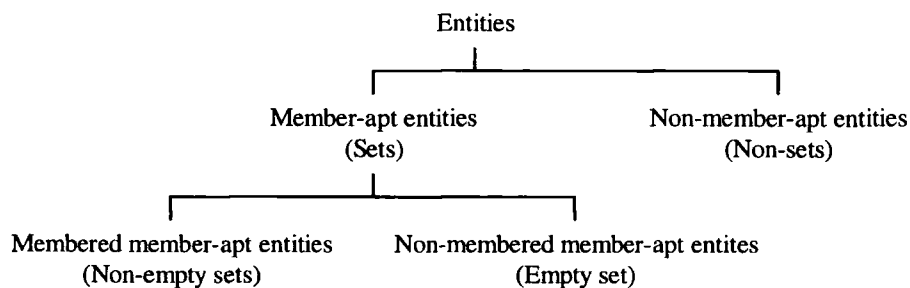 Entities
Member-apt entities
(Sets)
Non-member-apt entities
(Non-sets)
Membered member-apt entities
(Non-empty sets)
Non-membered member-apt entites
(Empty set)